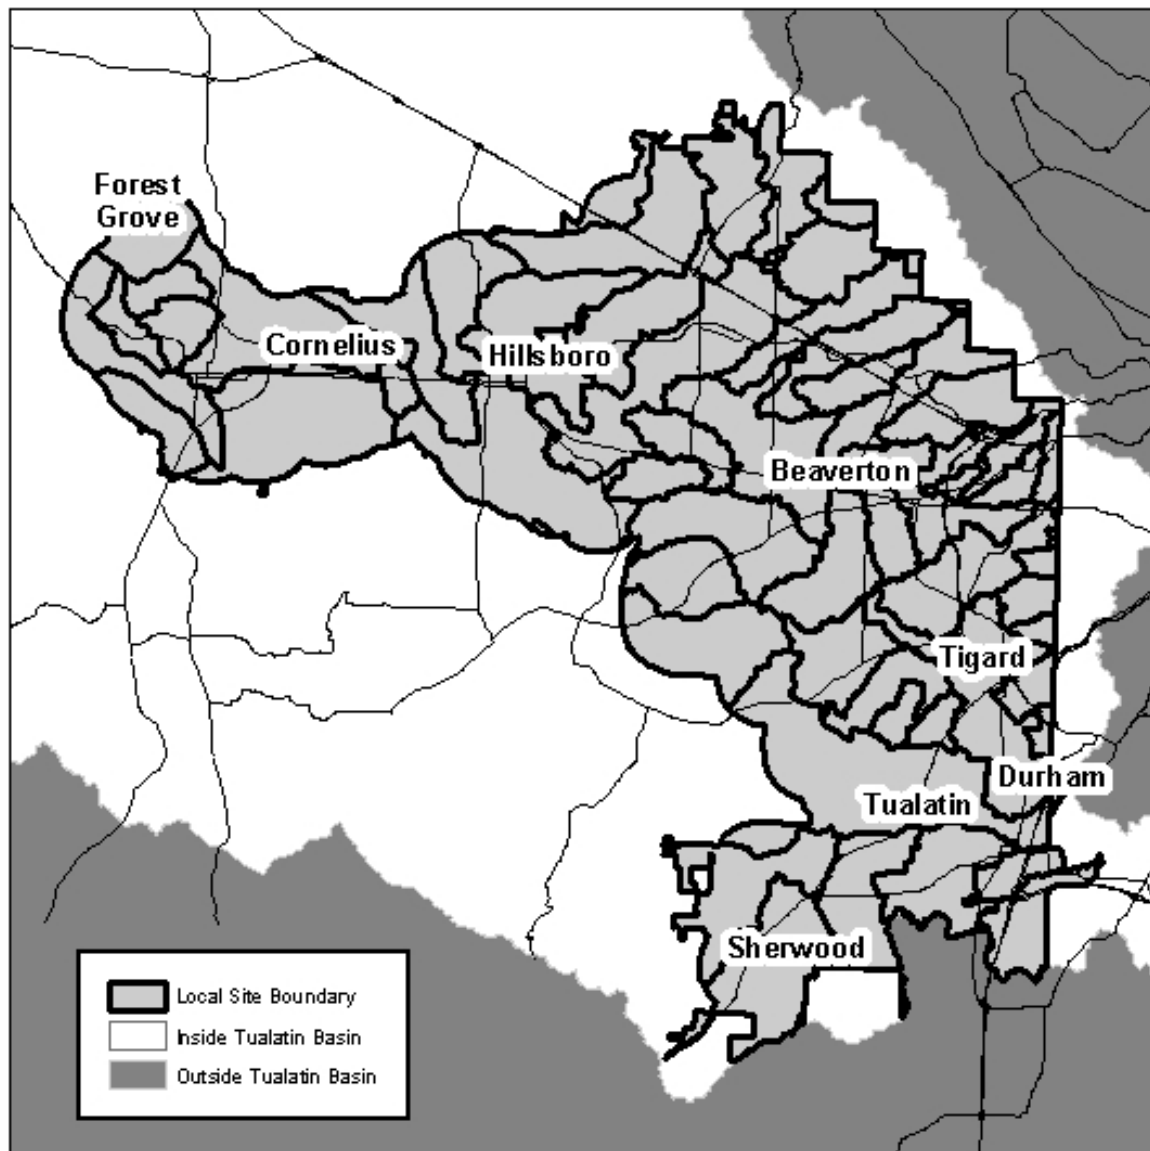 Forest
Grove
Cornelius
Hillsboro
Beaverton
Tigard
Durham
Tualatin
Sherwood
Local Site Boundary
Inside Tualatin Basin
Outside Tualatin Basin